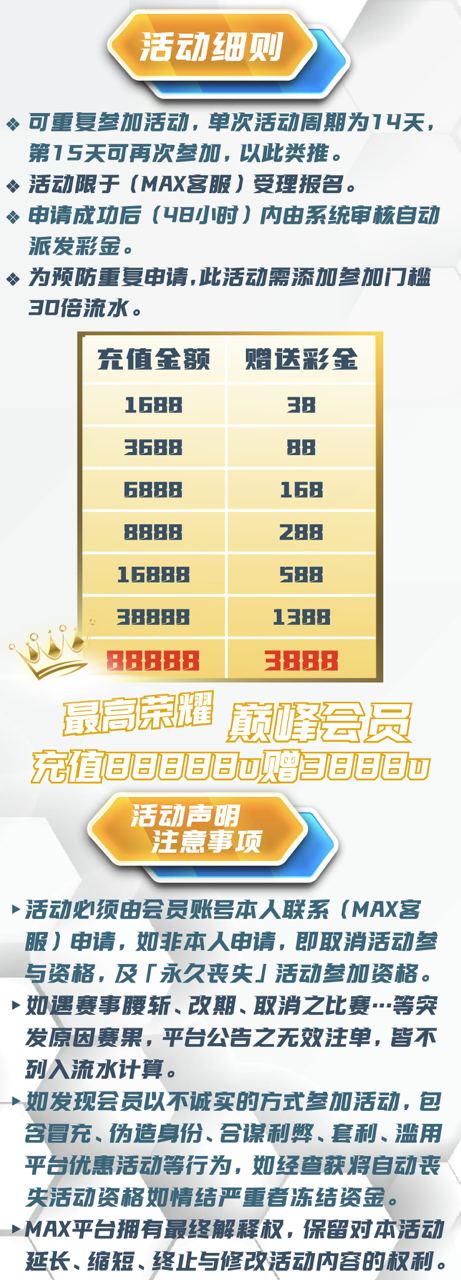 活动细则
❖ 可重复参加活动，单次活动周期为14天，
第15天可再次参加，以此类推。
❖ 活动限于（MAX客服）受理报名。
❖ 申请成功后（48小时）内由系统审核自动
派发彩金。
❖ 为预防重复申请，此活动需添加参加门槛
30倍流水。
充值金额 赠送彩金
1688 38
3688 88
6888 168
8888 288
16888 588
38888 1388
88888 3888
最高荣耀 巅峰会员
充值88888u赠3888u
活动声明
注意事项
▸活动必须由会员账号本人联系（MAX客
服）申请，如非本人申请，即取消活动参
与资格，及「永久丧失」活动参加资格。
▸如遇赛事腰斩、改期、取消之比赛…等突
发原因赛果，平台公告之无效注单，皆不
列入流水计算。
▸如发现会员以不诚实的方式参加活动，包
含冒充、伪造身份、合谋利弊、套利、滥用
平台优惠活动等行为，如经查获将自动丧
失活动资格如情结严重者冻结资金。
▸MAX平台拥有最终解释权，保留对本活动
延长、缩短、终止与修改活动内容的权利。